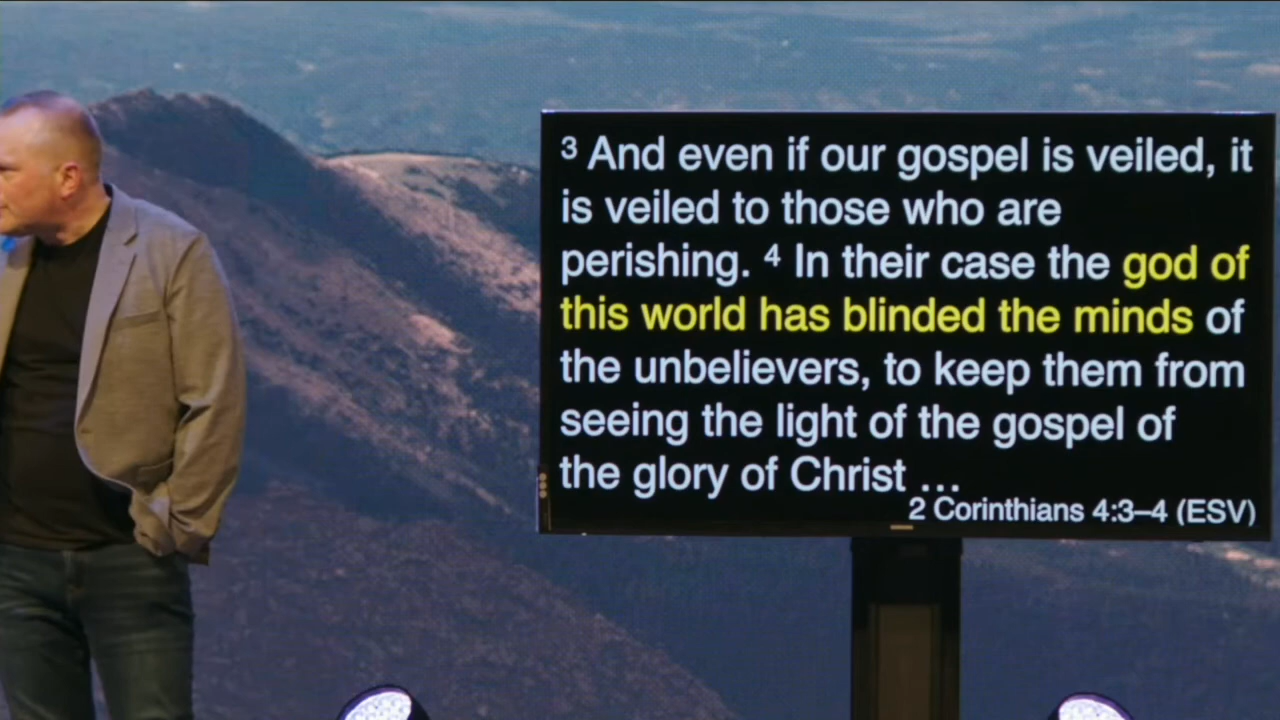 ³ And even if our gospel is veiled, it
is veiled to those who are
perishing. ⁴ In their case the god of
this world has blinded the minds of
the unbelievers, to keep them from
seeing the light of the gospel of
the glory of Christ …
2 Corinthians 4:3–4 (ESV)